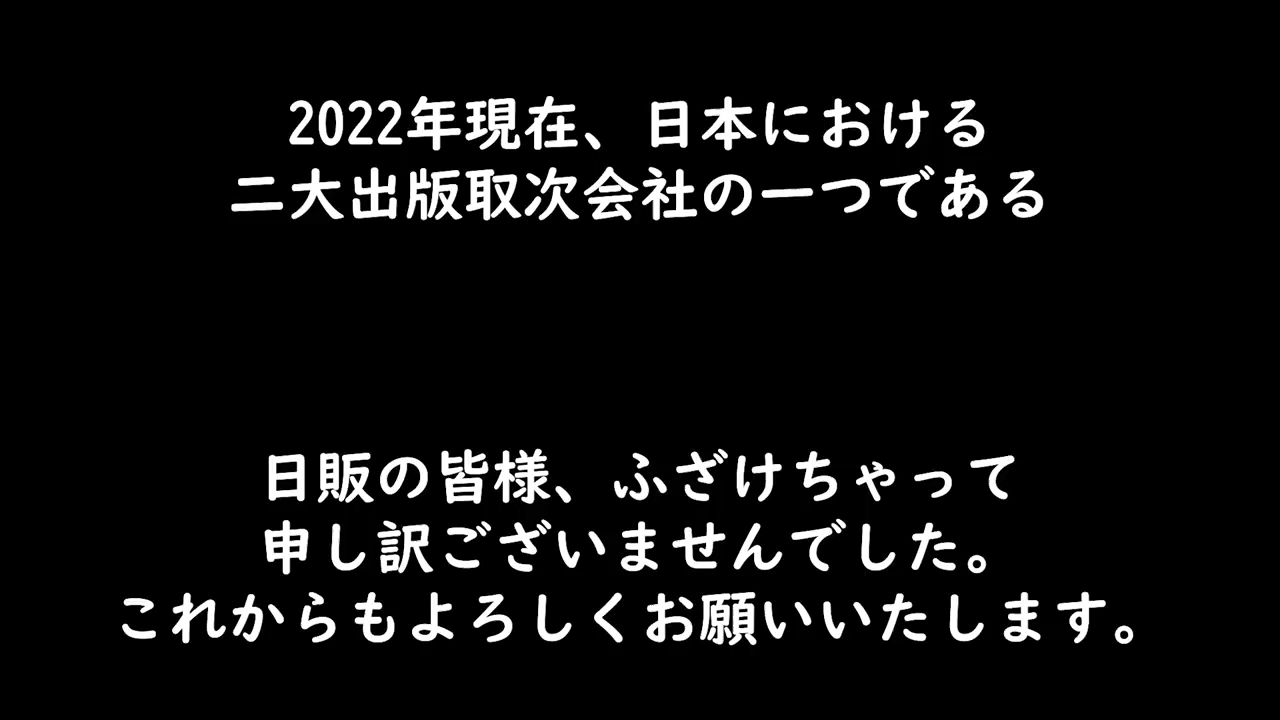 2022年現在、日本における
二大出版取次会社の一つである
日販の皆様、ふざけちゃって
申し訳ございませんでした。
これからもよろしくお願いいたします。